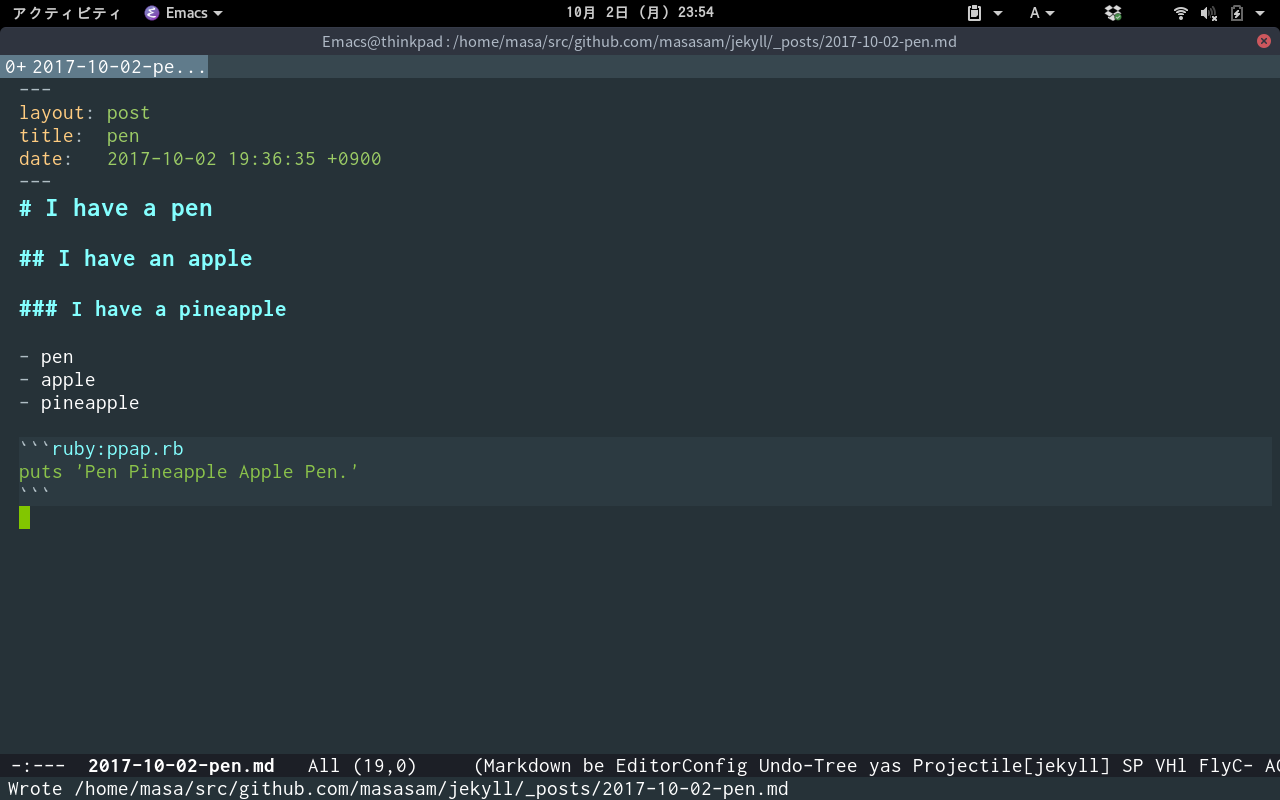 アクティビティ Emacs 10月 2日 (月) 23:54 A
Emacs@thinkpad:/home/masa/src/github.com/masasam/jekyll/_posts/2017-10-02-pen.md
0+ 2017-10-02-pe...
---
layout: post
title:  pen
date:   2017-10-02 19:36:35 +0900
---
# I have a pen
## I have an apple
### I have a pineapple
- pen
- apple
- pineapple
```ruby:ppap.rb
puts 'Pen Pineapple Apple Pen.'
```
-:---  2017-10-02-pen.md   All (19,0)     (Markdown be EditorConfig Undo-Tree yas Projectile[jekyll] SP VHl FlyC- AC
Wrote /home/masa/src/github.com/masasam/jekyll/_posts/2017-10-02-pen.md